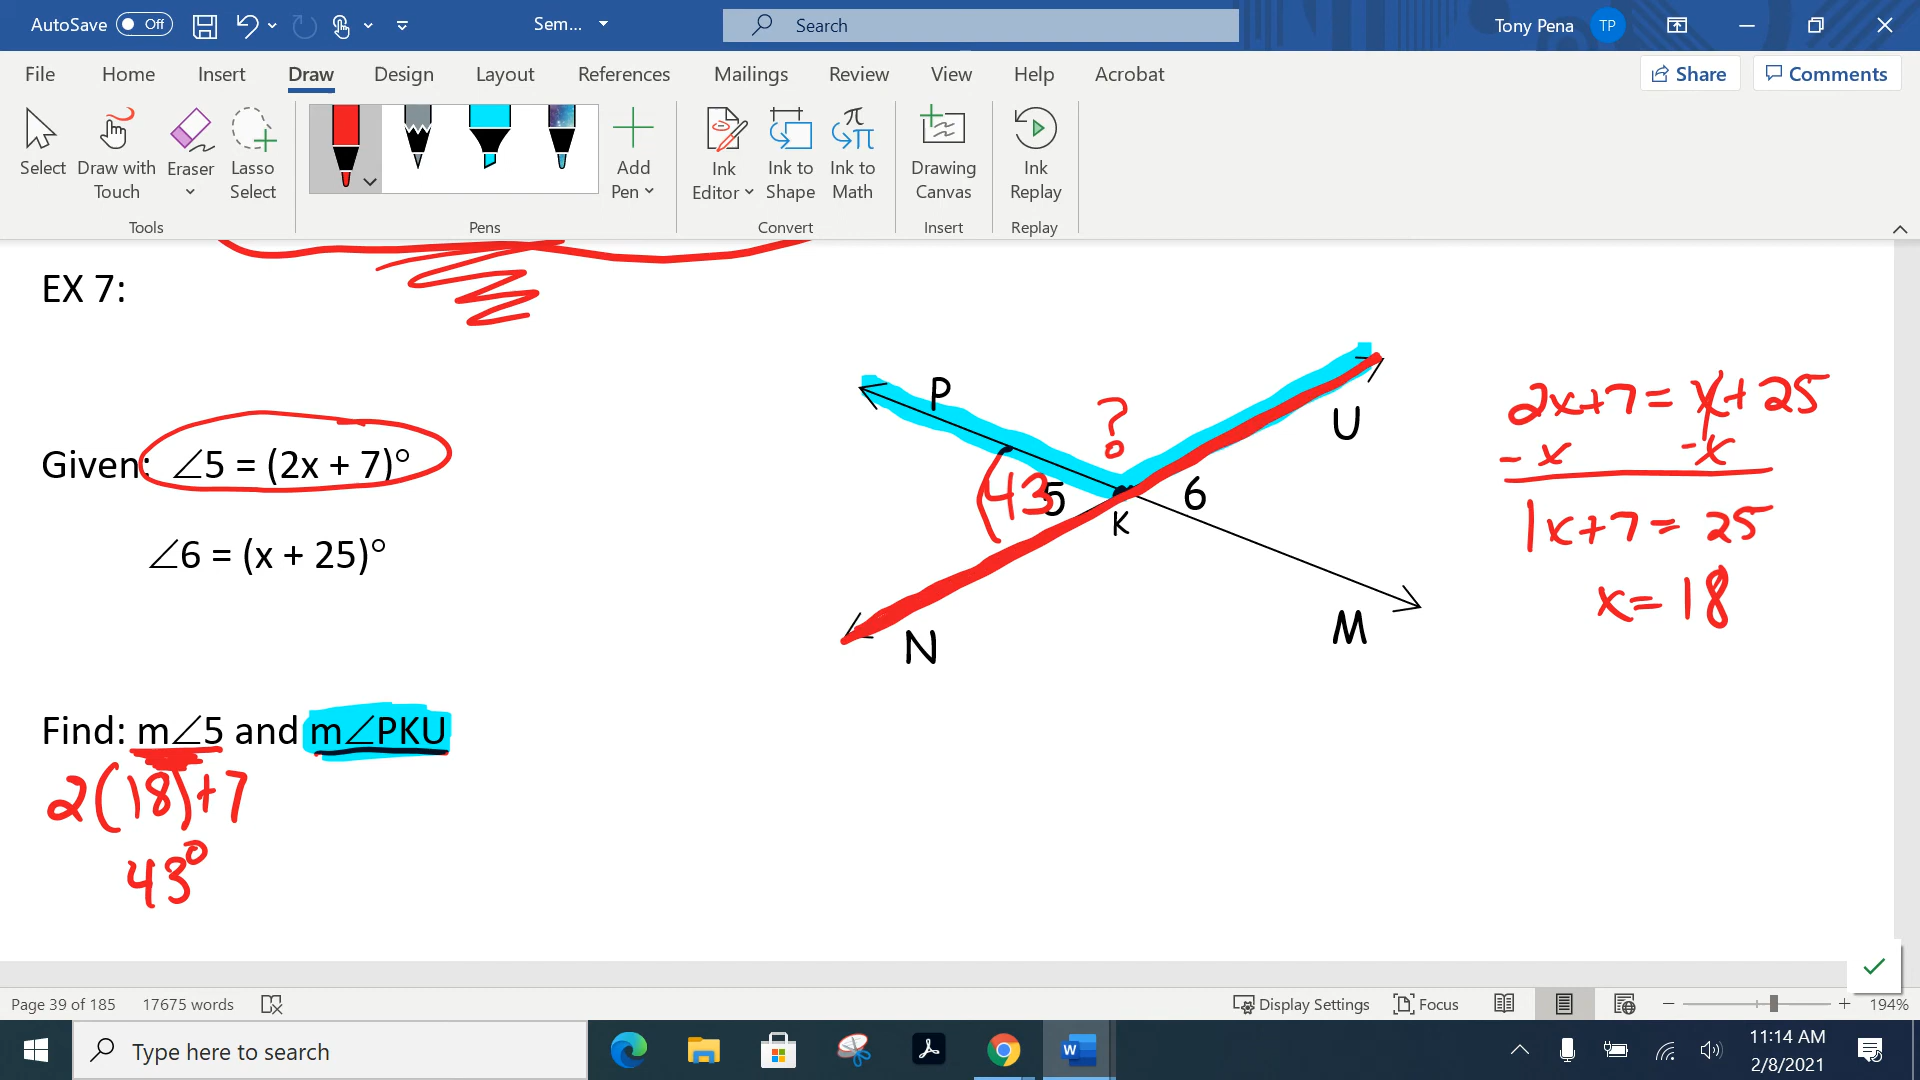 AutoSave Off Sem... Search Tony Pena TP
File Home Insert Draw Design Layout References Mailings Review View Help Acrobat Share Comments
Select Draw with Touch Eraser Lasso Select Add Pen Ink Editor Ink to Shape Ink to Math Drawing Canvas Ink Replay
Tools Pens Convert Insert Replay
EX 7:
Given: ∠5 = (2x + 7)°
∠6 = (x + 25)°
Find: m∠5 and m∠PKU
2(18)+7
43°
P
?
U
43
5
6
K
N
M
2x+7 = x+25
-x -x
1x+7 = 25
x = 18
Page 39 of 185 17675 words Display Settings Focus 194%
Type here to search 11:14 AM
2/8/2021